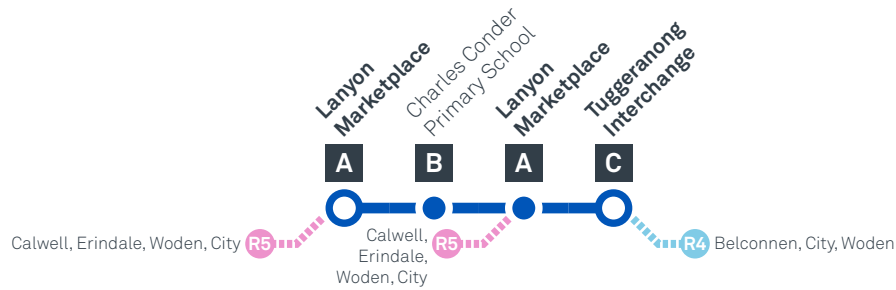 Lanyon
Marketplace
Charles Conder
Primary School
Lanyon
Marketplace
Tuggeranong
Interchange
A
B
A
C
Calwell, Erindale, Woden, City
R5
Calwell,
Erindale,
Woden, City
R5
R4
Belconnen, City, Woden